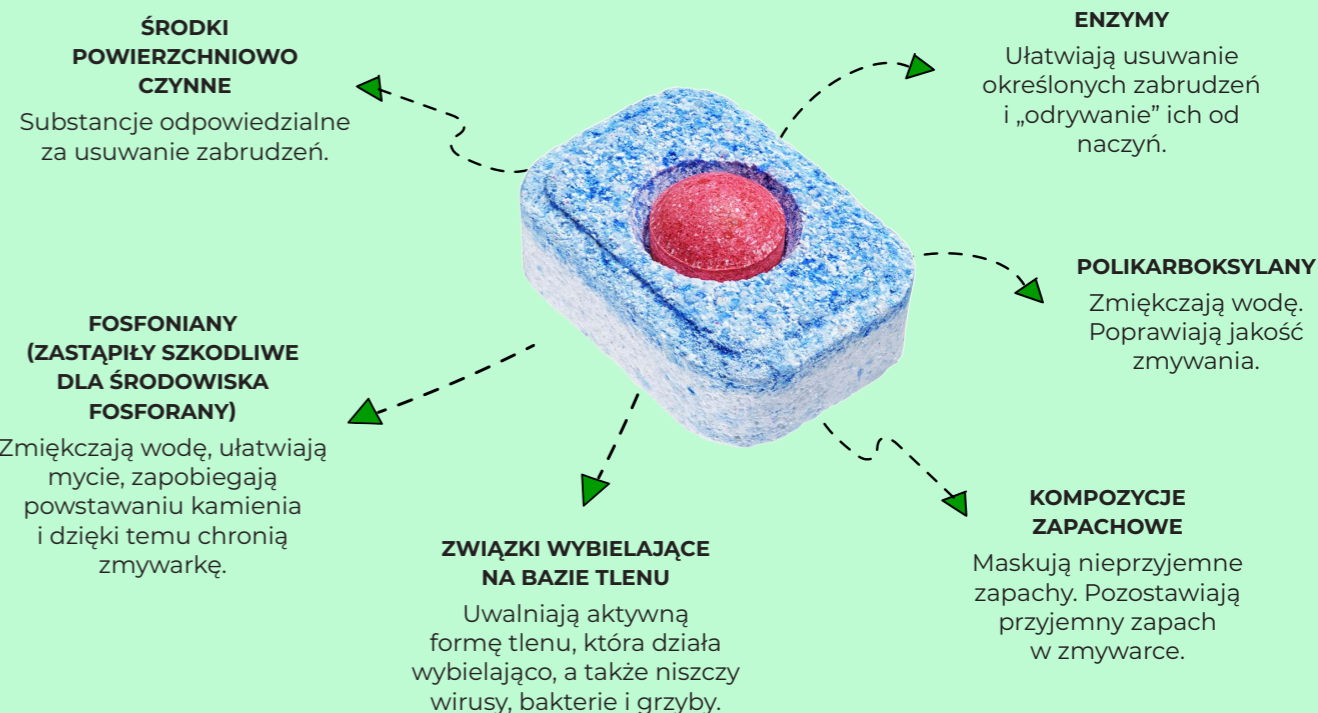 ŚRODKI
POWIERZCHNIOWO
CZYNNE
Substancje odpowiedzialne
za usuwanie zabrudzeń.
ENZYMY
Ułatwiają usuwanie
określonych zabrudzeń
i „odrywanie” ich od
naczyń.
POLIKARBOKSYLANY
Zmiękczają wodę.
Poprawiają jakość
zmywania.
FOSFONIANY
(ZASTĄPIŁY SZKODLIWE
DLA ŚRODOWISKA
FOSFORANY)
Zmiękczają wodę, ułatwiają
mycie, zapobiegają
powstawaniu kamienia
i dzięki temu chronią
zmywarkę.
ZWIĄZKI WYBIELAJĄCE
NA BAZIE TLENU
Uwalniają aktywną
formę tlenu, która działa
wybielająco, a także niszczy
wirusy, bakterie i grzyby.
KOMPOZYCJE
ZAPACHOWE
Maskują nieprzyjemne
zapachy. Pozostawiają
przyjemny zapach
w zmywarce.